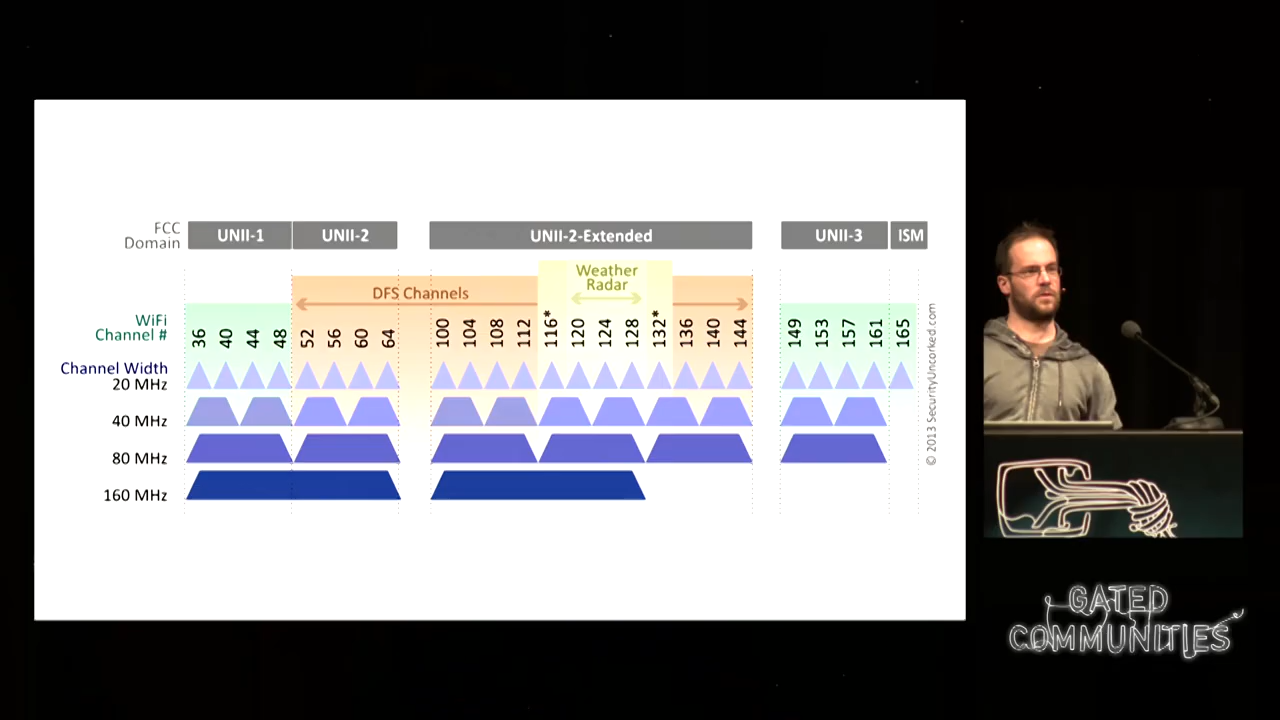 FCC
Domain
UNII-1
UNII-2
UNII-2-Extended
UNII-3
ISM
DFS Channels
Weather
Radar
WiFi
Channel #
36 40 44 48 52 56 60 64 100 104 108 112 116* 120 124 128 132* 136 140 144 149 153 157 161 165
Channel Width
20 MHz
40 MHz
80 MHz
160 MHz
© 2013 SecurityUncorked.com
GATED
COMMUNITIES